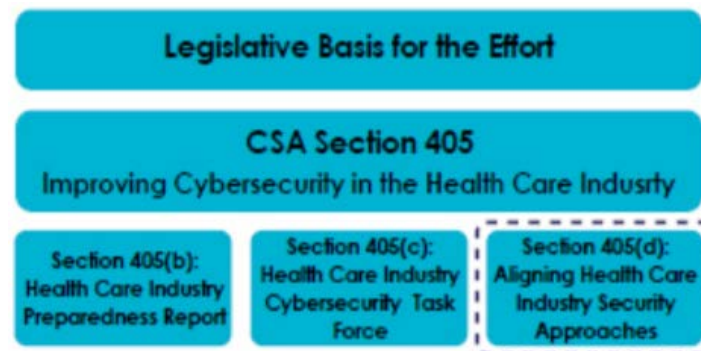 Legislative Basis for the Effort
CSA Section 405
Improving Cybersecurity in the Health Care Indusrty
Section 405(b):
Health Care Industry
Preparedness Report
Section 405(c):
Health Care Industry
Cybersecurity Task
Force
Section 405(d):
Aligning Health Care
Industry Security
Approaches